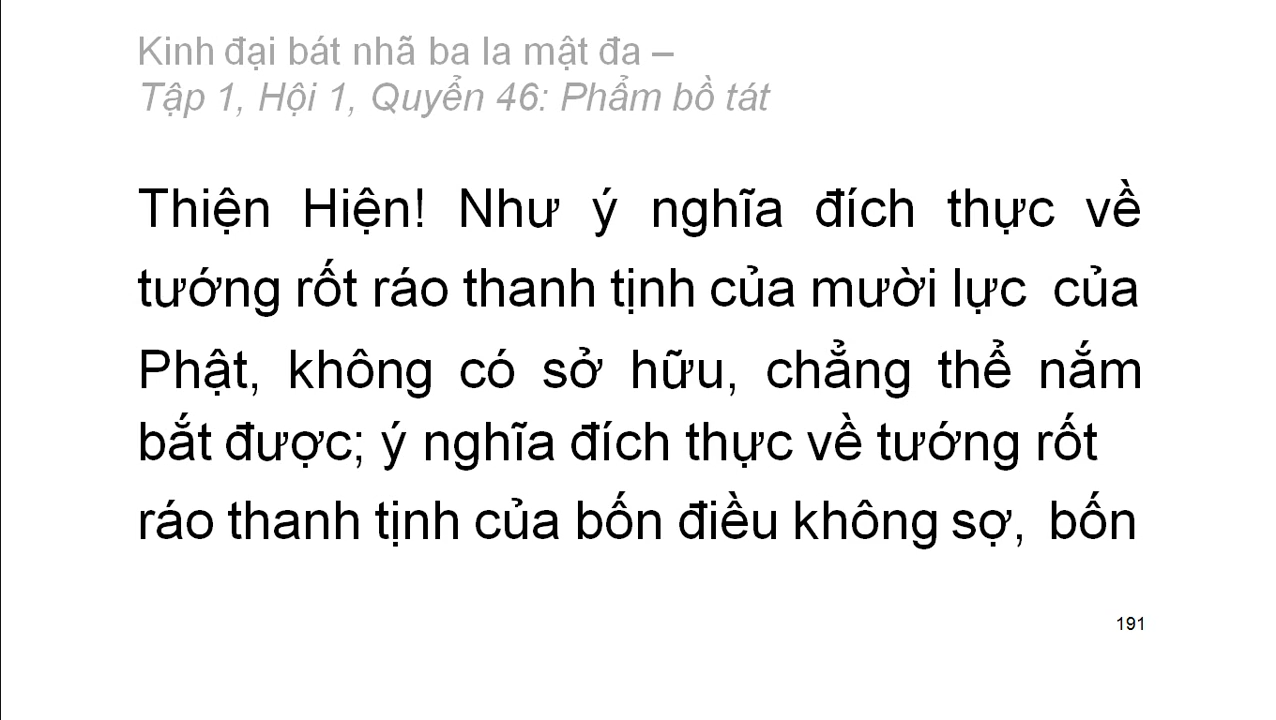 Kinh đại bát nhã ba la mật đa –
Tập 1, Hội 1, Quyển 46: Phẩm bồ tát
Thiện Hiện! Như ý nghĩa đích thực về
tướng rốt ráo thanh tịnh của mười lực của
Phật, không có sở hữu, chẳng thể nắm
bắt được; ý nghĩa đích thực về tướng rốt
ráo thanh tịnh của bốn điều không sợ, bốn
191